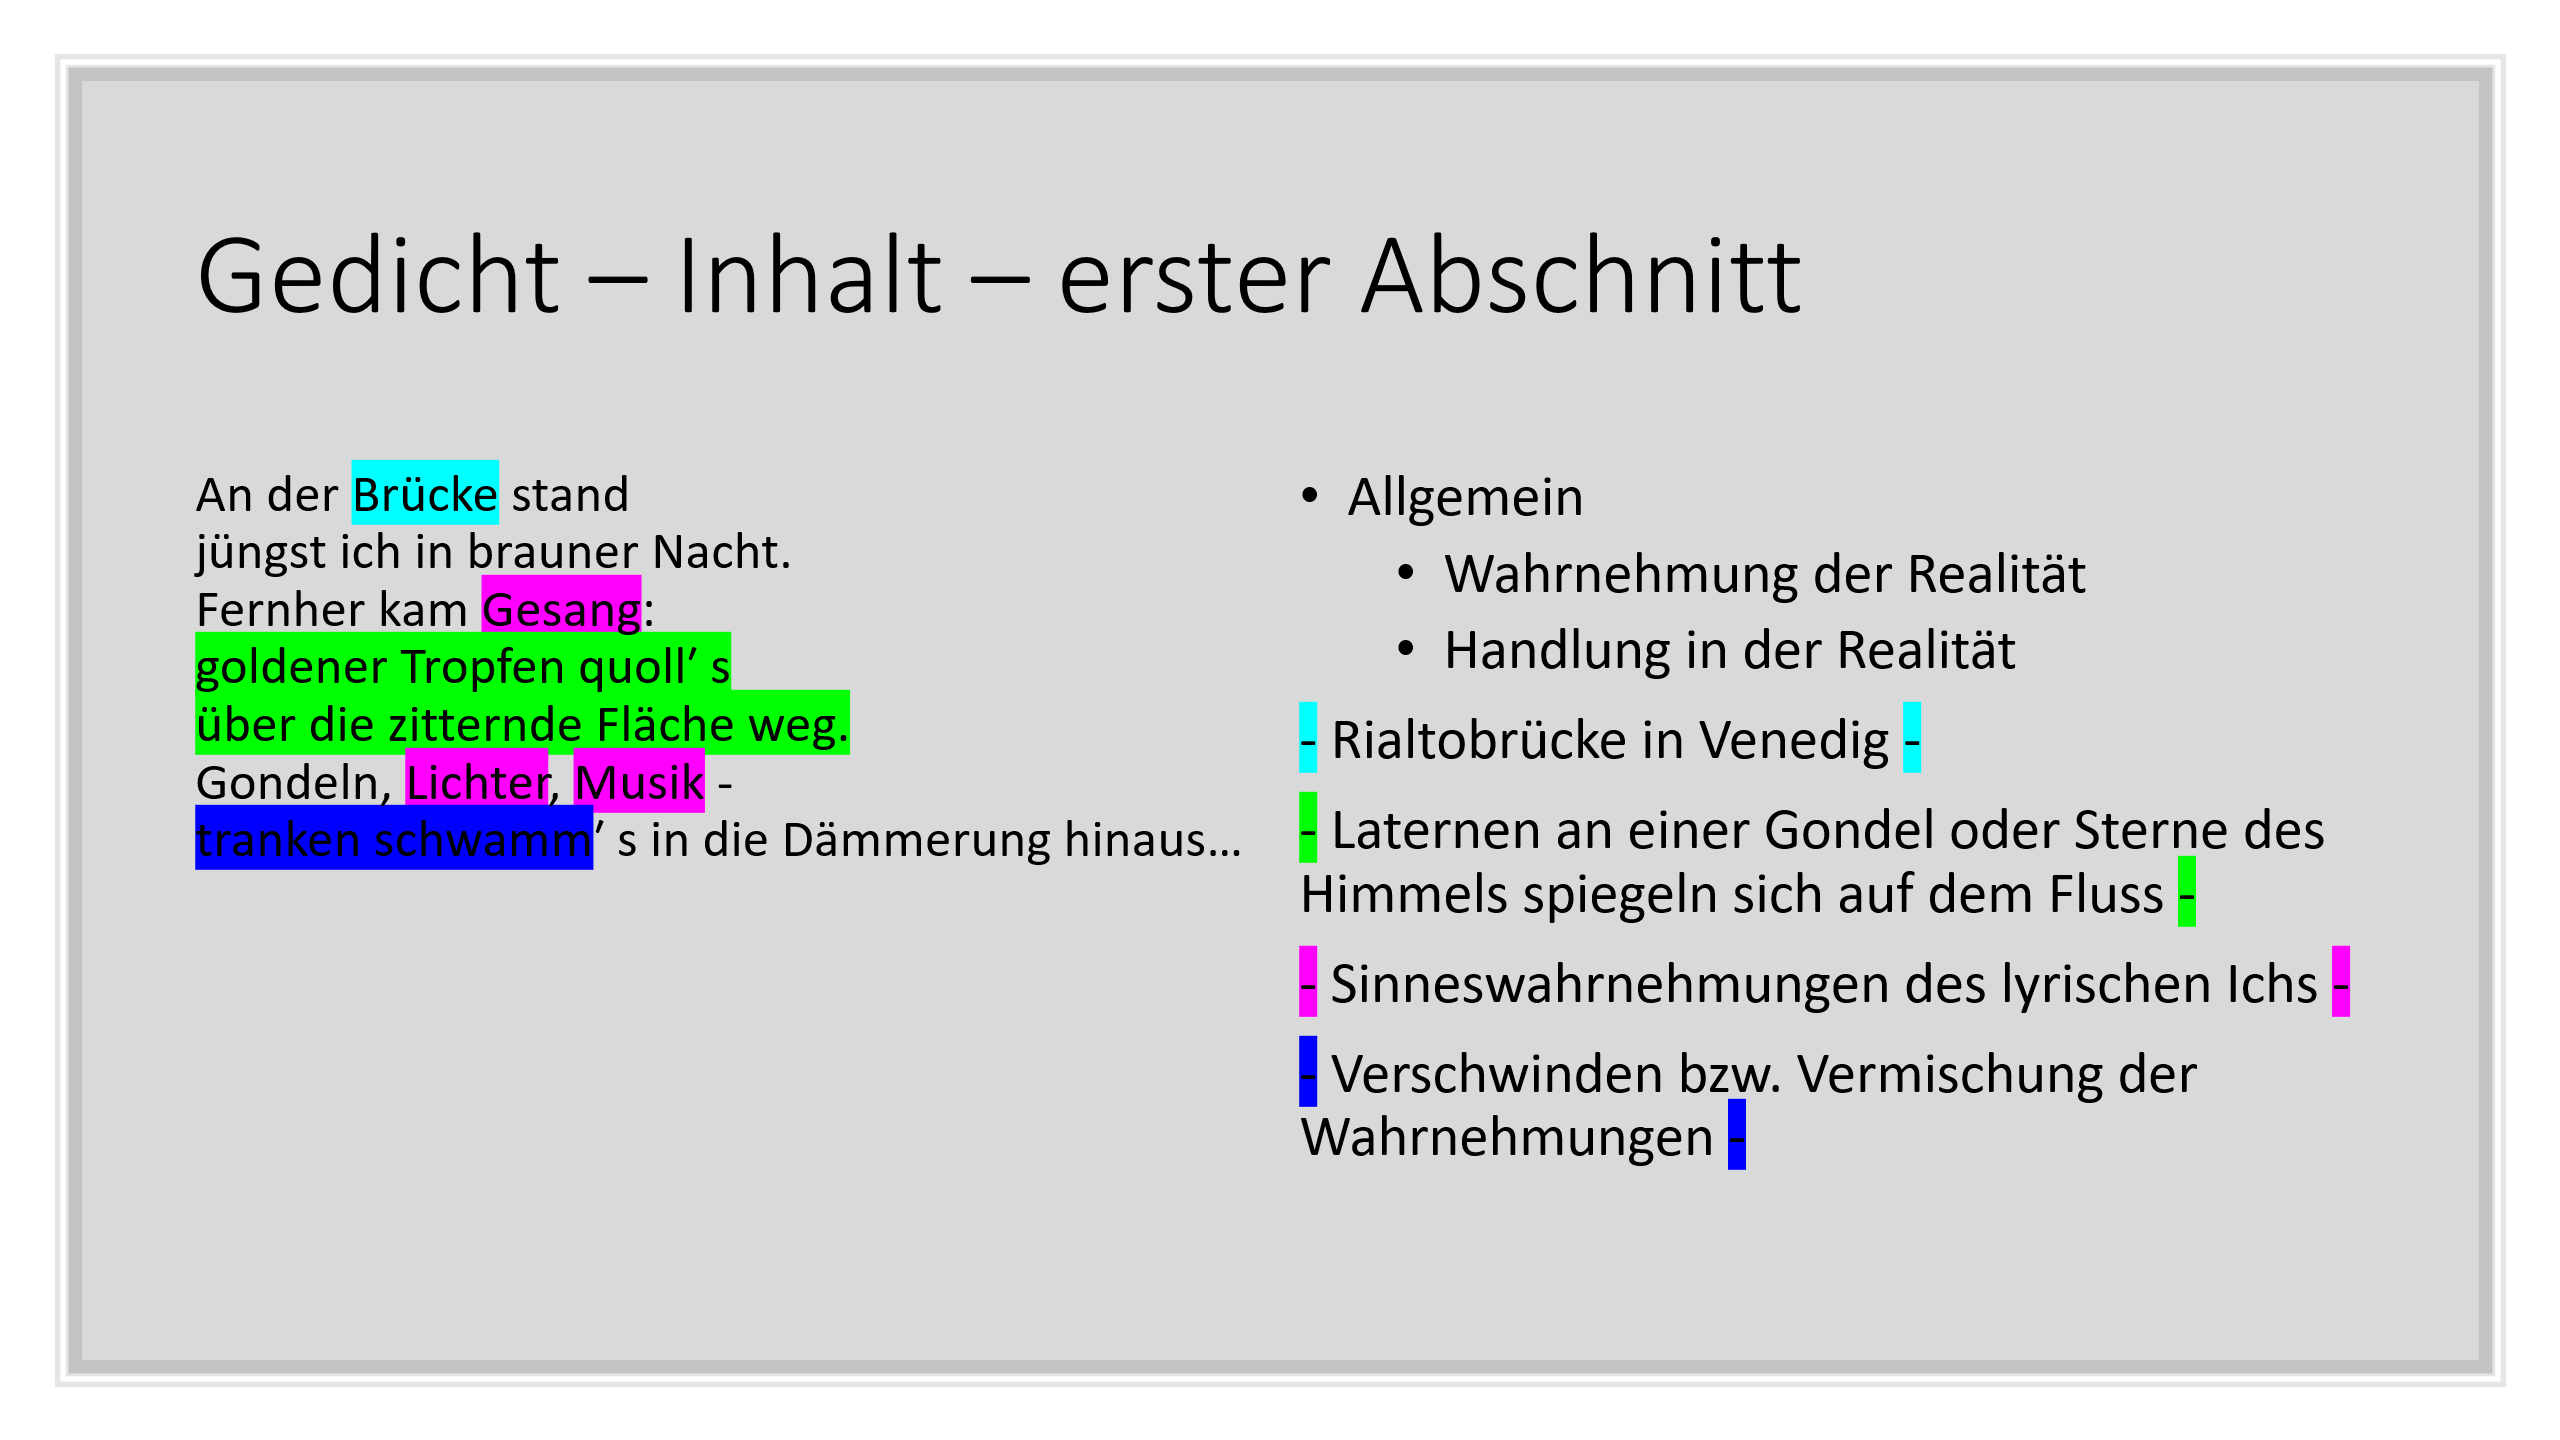 Gedicht – Inhalt – erster Abschnitt
An der Brücke stand
jüngst ich in brauner Nacht.
Fernher kam Gesang:
goldener Tropfen quoll’ s
über die zitternde Fläche weg.
Gondeln, Lichter, Musik -
tranken schwamm’ s in die Dämmerung hinaus…
• Allgemein
• Wahrnehmung der Realität
• Handlung in der Realität
- Rialtobrücke in Venedig -
- Laternen an einer Gondel oder Sterne des
Himmels spiegeln sich auf dem Fluss -
- Sinneswahrnehmungen des lyrischen Ichs -
- Verschwinden bzw. Vermischung der
Wahrnehmungen -